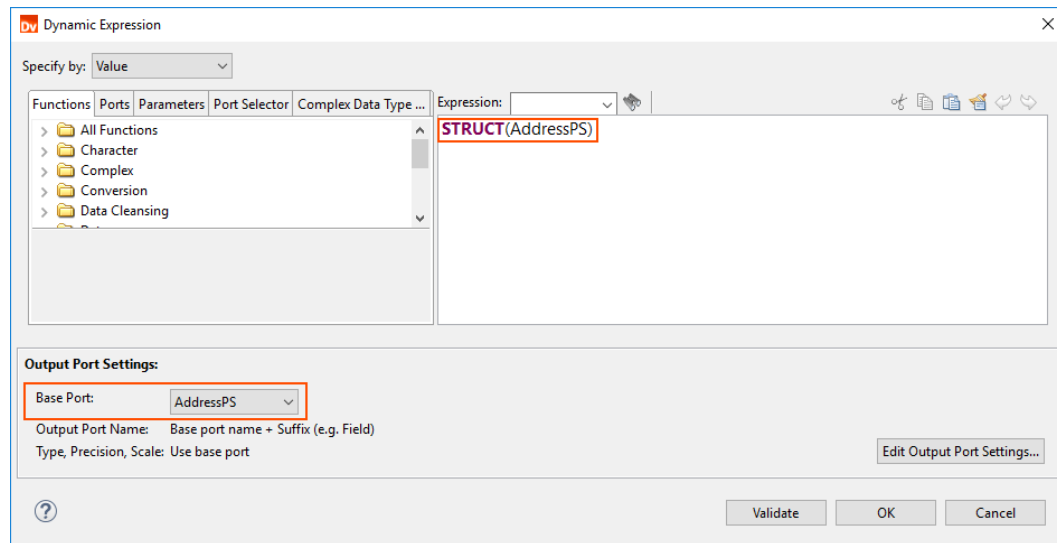 Dv Dynamic Expression
Specify by: Value
Functions Ports Parameters Port Selector Complex Data Type ... Expression:
All Functions
Character
Complex
Conversion
Data Cleansing
STRUCT(AddressPS)
Output Port Settings:
Base Port: AddressPS
Output Port Name: Base port name + Suffix (e.g. Field)
Type, Precision, Scale: Use base port
Edit Output Port Settings...
?
Validate OK Cancel